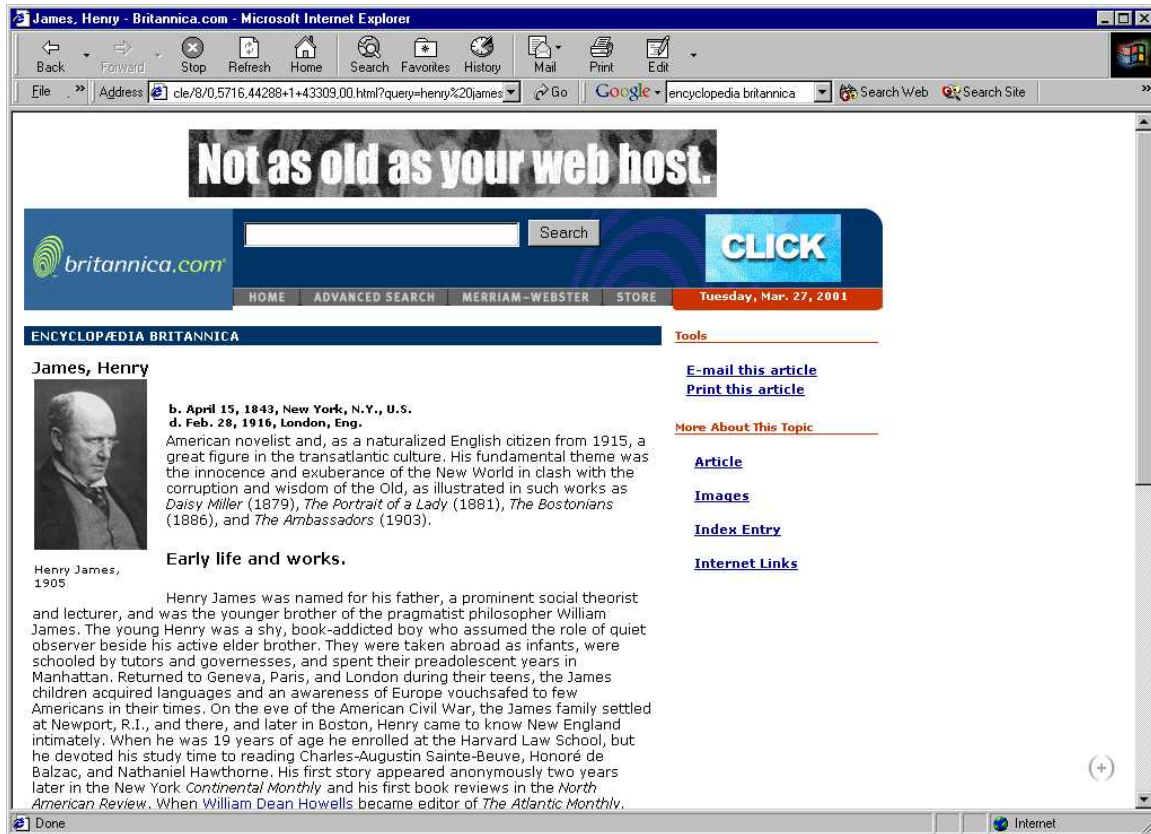 James, Henry - Britannica.com - Microsoft Internet Explorer
Back Forward Stop Refresh Home Search Favorites History Mail Print Edit
File » Address cle/8/0,5716,44288+1+43309,00.html?query=henry%20james Go Google encyclopedia britannica Search Web Search Site »
Not as old as your web host.
britannica.com Search CLICK
HOME ADVANCED SEARCH MERRIAM-WEBSTER STORE Tuesday, Mar. 27, 2001
ENCYCLOPÆDIA BRITANNICA
James, Henry
b. April 15, 1843, New York, N.Y., U.S.
d. Feb. 28, 1916, London, Eng.
American novelist and, as a naturalized English citizen from 1915, a
great figure in the transatlantic culture. His fundamental theme was
the innocence and exuberance of the New World in clash with the
corruption and wisdom of the Old, as illustrated in such works as
Daisy Miller (1879), The Portrait of a Lady (1881), The Bostonians
(1886), and The Ambassadors (1903).
Henry James,
1905
Early life and works.
Henry James was named for his father, a prominent social theorist
and lecturer, and was the younger brother of the pragmatist philosopher William
James. The young Henry was a shy, book-addicted boy who assumed the role of quiet
observer beside his active elder brother. They were taken abroad as infants, were
schooled by tutors and governesses, and spent their preadolescent years in
Manhattan. Returned to Geneva, Paris, and London during their teens, the James
children acquired languages and an awareness of Europe vouchsafed to few
Americans in their times. On the eve of the American Civil War, the James family settled
at Newport, R.I., and there, and later in Boston, Henry came to know New England
intimately. When he was 19 years of age he enrolled at the Harvard Law School, but
he devoted his study time to reading Charles-Augustin Sainte-Beuve, Honoré de
Balzac, and Nathaniel Hawthorne. His first story appeared anonymously two years
later in the New York Continental Monthly and his first book reviews in the North
American Review. When William Dean Howells became editor of The Atlantic Monthly,
Tools
E-mail this article
Print this article
More About This Topic
Article
Images
Index Entry
Internet Links
Done Internet